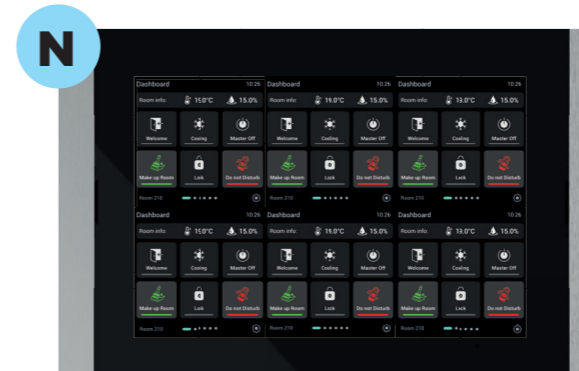 N
Dashboard 10:26 Dashboard 10:26 Dashboard 10:26
Room info: 15.0°C 15.0% Room info: 19.0°C 15.0% Room info: 19.0°C 15.0%
Welcome Cooling Master Off Welcome Cooling Master Off Welcome Cooling Master Off
Make up Room Lock Do not Disturb Make up Room Lock Do not Disturb Make up Room Lock Do not Disturb
Room 210
Dashboard 10:26 Dashboard 10:26 Dashboard 10:26
Room info: 15.0°C 15.0% Room info: 19.0°C 15.0% Room info: 13.0°C 15.0%
Welcome Cooling Master Off Welcome Cooling Master Off Welcome Cooling Master Off
Make up Room Lock Do not Disturb Make up Room Lock Do not Disturb Make up Room Lock Do not Disturb
Room 210 Room 210 Room 210